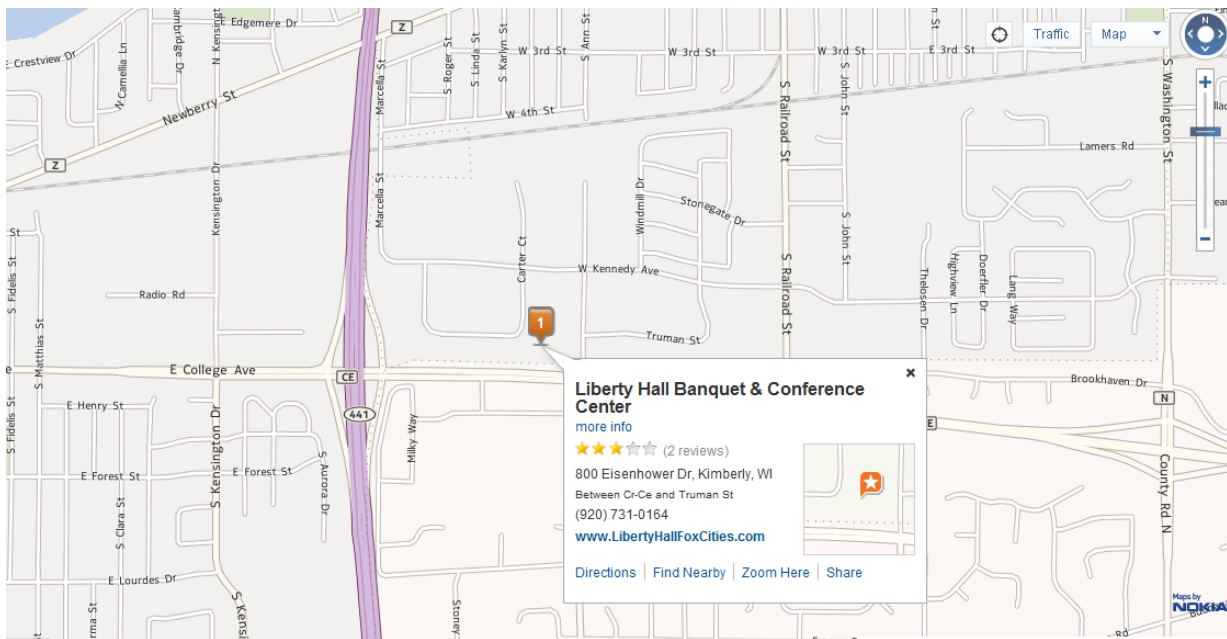 E Edgemere Dr
Z
N Kensington
Cambridge Dr
N Camellia Ln
E Crestview Dr
Newberry St
Z
Marcella St
S Roger St
S Linda St
S Karlyn St
S Ann St
W 3rd St
W 3rd St
W 3rd St
E 3rd St
Traffic
Map
N
+
S Washington St
W 4th St
S Railroad St
S John St
Lamers Rd
Kensington Dr
Marcella St
Windmill Dr
Stonegate Dr
S John St
St
S Fidelis St
Carter Ct
W Kennedy Ave
S Railroad St
Thelosen Dr
Highview Ln
Doerfler Dr
Lang Way
Radio Rd
S Matthias St
1
Truman St
E College Ave
CE
441
Brookhaven Dr
N
E
E Henry St
S Fidelis St
S Kensington Dr
Milky Way
E Forest St
E Forest St
S Aurora Dr
S Clara St
County Rd N
E Lourdes Dr
S Kens
Stoney
rma St
Liberty Hall Banquet & Conference
Center
more info
(2 reviews)
800 Eisenhower Dr, Kimberly, WI
Between Cr-Ce and Truman St
(920) 731-0164
www.LibertyHallFoxCities.com
Directions
Find Nearby
Zoom Here
Share
Maps by
NOKIA
Rd